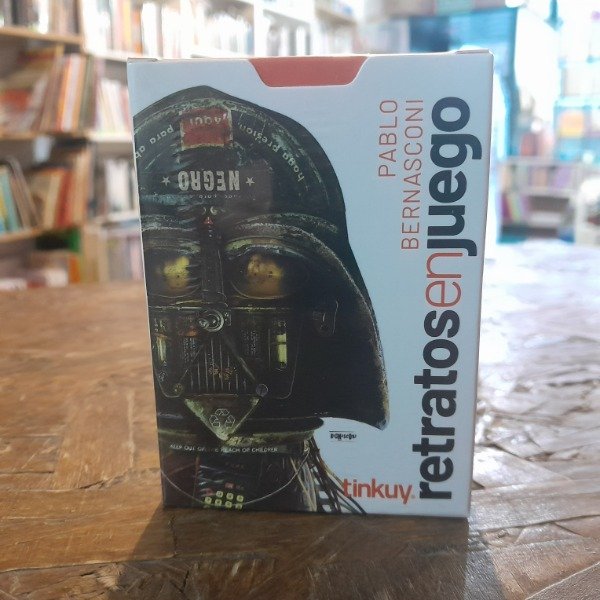 PABLO
BERNASCONI
retratosenjuego
tinkuy
NEGRO
KEEP OUT OF THE REACH OF CHILDREN